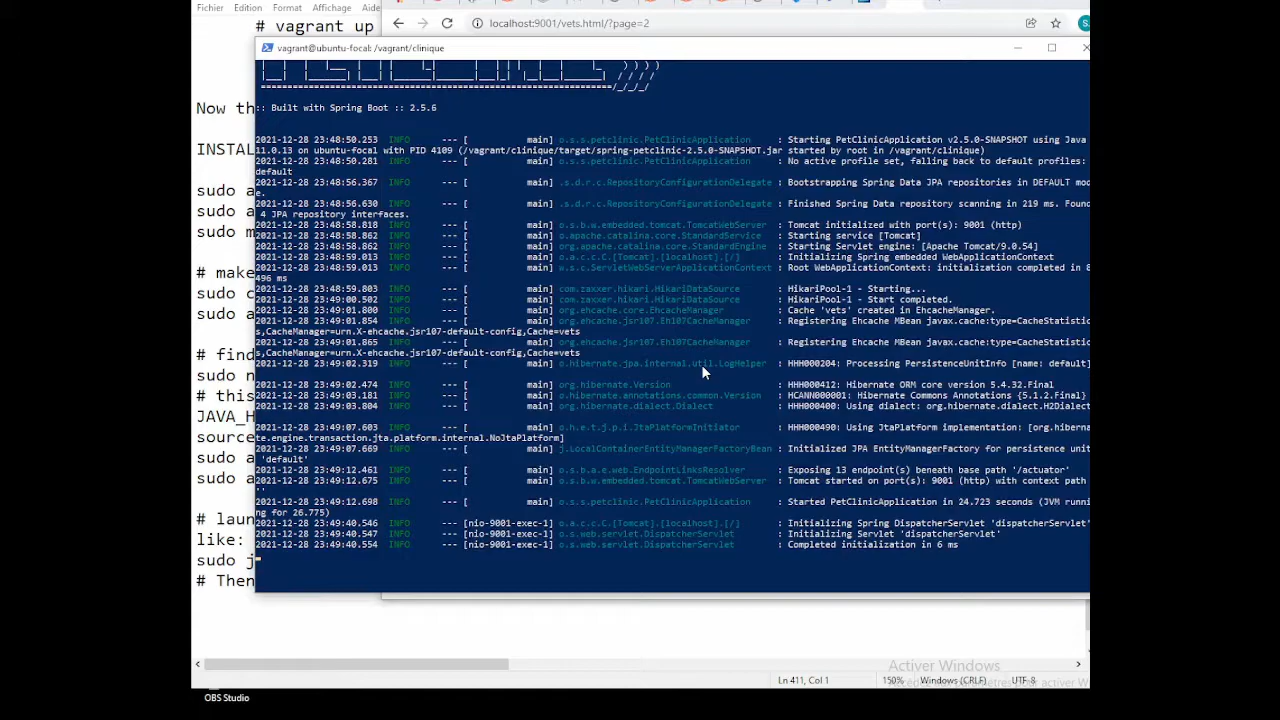 Fichier Edition Format Affichage Aide
localhost:9001/vets.html/?page=2
# vagrant up
vagrant@ubuntu-focal: /vagrant/clinique
Now th
INSTAL
sudo a
sudo a
sudo m
# make
sudo c
sudo a
# find
sudo n
# this
JAVA_H
source
sudo a
sudo a
# laun
like:
sudo j
# Then
:: Built with Spring Boot :: 2.5.6
2021-12-28 23:48:50.253 INFO --- [ main] o.s.s.petclinic.PetClinicApplication : Starting PetClinicApplication v2.5.0-SNAPSHOT using Java
11.0.13 on ubuntu-focal with PID 4109 (/vagrant/clinique/target/spring-petclinic-2.5.0-SNAPSHOT.jar started by root in /vagrant/clinique)
2021-12-28 23:48:50.281 INFO --- [ main] o.s.s.petclinic.PetClinicApplication : No active profile set, falling back to default profiles:
default
2021-12-28 23:48:56.367 INFO --- [ main] .s.d.r.c.RepositoryConfigurationDelegate : Bootstrapping Spring Data JPA repositories in DEFAULT mod
e.
2021-12-28 23:48:56.630 INFO --- [ main] .s.d.r.c.RepositoryConfigurationDelegate : Finished Spring Data repository scanning in 219 ms. Found
4 JPA repository interfaces.
2021-12-28 23:48:58.818 INFO --- [ main] o.s.b.w.embedded.tomcat.TomcatWebServer : Tomcat initialized with port(s): 9001 (http)
2021-12-28 23:48:58.862 INFO --- [ main] o.apache.catalina.core.StandardService : Starting service [Tomcat]
2021-12-28 23:48:58.862 INFO --- [ main] org.apache.catalina.core.StandardEngine : Starting Servlet engine: [Apache Tomcat/9.0.54]
2021-12-28 23:48:59.013 INFO --- [ main] o.a.c.c.C.[Tomcat].[localhost].[/] : Initializing Spring embedded WebApplicationContext
2021-12-28 23:48:59.013 INFO --- [ main] w.s.c.ServletWebServerApplicationContext : Root WebApplicationContext: initialization completed in 8
496 ms
2021-12-28 23:48:59.803 INFO --- [ main] com.zaxxer.hikari.HikariDataSource : HikariPool-1 - Starting...
2021-12-28 23:49:00.502 INFO --- [ main] com.zaxxer.hikari.HikariDataSource : HikariPool-1 - Start completed.
2021-12-28 23:49:01.800 INFO --- [ main] org.ehcache.core.EhcacheManager : Cache 'vets' created in EhcacheManager.
2021-12-28 23:49:01.854 INFO --- [ main] org.ehcache.jsr107.Eh107CacheManager : Registering Ehcache MBean javax.cache:type=CacheStatistic
s,CacheManager=urn.X-ehcache.jsr107-default-config,Cache=vets
2021-12-28 23:49:01.865 INFO --- [ main] org.ehcache.jsr107.Eh107CacheManager : Registering Ehcache MBean javax.cache:type=CacheStatistic
s,CacheManager=urn.X-ehcache.jsr107-default-config,Cache=vets
2021-12-28 23:49:02.319 INFO --- [ main] o.hibernate.jpa.internal.util.LogHelper : HHH000204: Processing PersistenceUnitInfo [name: default]
2021-12-28 23:49:02.474 INFO --- [ main] org.hibernate.Version : HHH000412: Hibernate ORM core version 5.4.32.Final
2021-12-28 23:49:03.181 INFO --- [ main] o.hibernate.annotations.common.Version : HCANN000001: Hibernate Commons Annotations {5.1.2.Final}
2021-12-28 23:49:03.804 INFO --- [ main] org.hibernate.dialect.Dialect : HHH000400: Using dialect: org.hibernate.dialect.H2Dialect
2021-12-28 23:49:07.603 INFO --- [ main] o.h.e.t.j.p.i.JtaPlatformInitiator : HHH000490: Using JtaPlatform implementation: [org.hiberna
te.engine.transaction.jta.platform.internal.NoJtaPlatform]
2021-12-28 23:49:07.669 INFO --- [ main] j.LocalContainerEntityManagerFactoryBean : Initialized JPA EntityManagerFactory for persistence unit
'default'
2021-12-28 23:49:12.461 INFO --- [ main] o.s.b.a.e.web.EndpointLinksResolver : Exposing 13 endpoint(s) beneath base path '/actuator'
2021-12-28 23:49:12.675 INFO --- [ main] o.s.b.w.embedded.tomcat.TomcatWebServer : Tomcat started on port(s): 9001 (http) with context path
''
2021-12-28 23:49:12.698 INFO --- [ main] o.s.s.petclinic.PetClinicApplication : Started PetClinicApplication in 24.723 seconds (JVM runni
ng for 26.775)
2021-12-28 23:49:40.546 INFO --- [nio-9001-exec-1] o.a.c.c.C.[Tomcat].[localhost].[/] : Initializing Spring DispatcherServlet 'dispatcherServlet'
2021-12-28 23:49:40.547 INFO --- [nio-9001-exec-1] o.s.web.servlet.DispatcherServlet : Initializing Servlet 'dispatcherServlet'
2021-12-28 23:49:40.554 INFO --- [nio-9001-exec-1] o.s.web.servlet.DispatcherServlet : Completed initialization in 6 ms
Activer Windows
Ln 411, Col 1 150% Windows (CRLF) UTF-8
OBS Studio